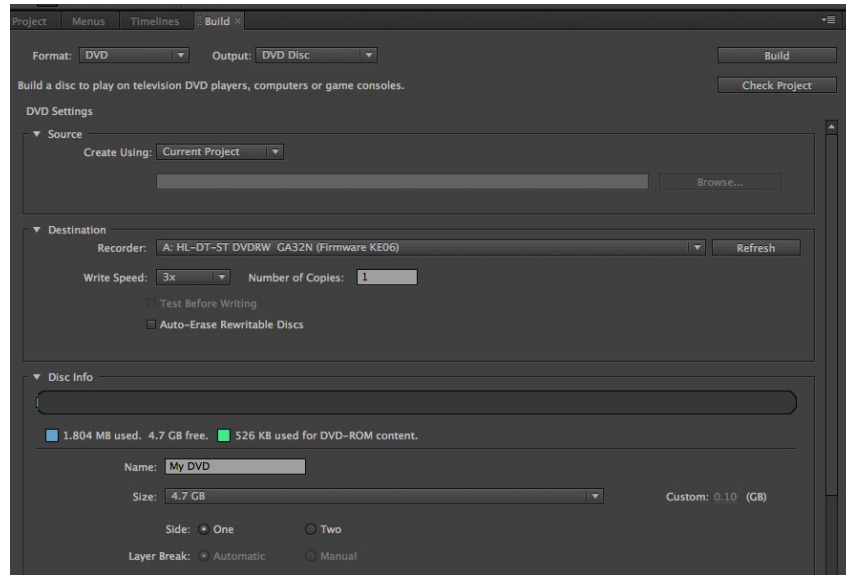 Project Menus Timelines Build ×
Format: DVD Output: DVD Disc Build
Build a disc to play on television DVD players, computers or game consoles. Check Project
DVD Settings
Source
Create Using: Current Project
Browse...
Destination
Recorder: A: HL-DT-ST DVDRW GA32N (Firmware KE06) Refresh
Write Speed: 3x Number of Copies: 1
Test Before Writing
Auto-Erase Rewritable Discs
Disc Info
1.804 MB used. 4.7 GB free. 526 KB used for DVD-ROM content.
Name: My DVD
Size: 4.7 GB Custom: 0.10 (GB)
Side: One Two
Layer Break: Automatic Manual